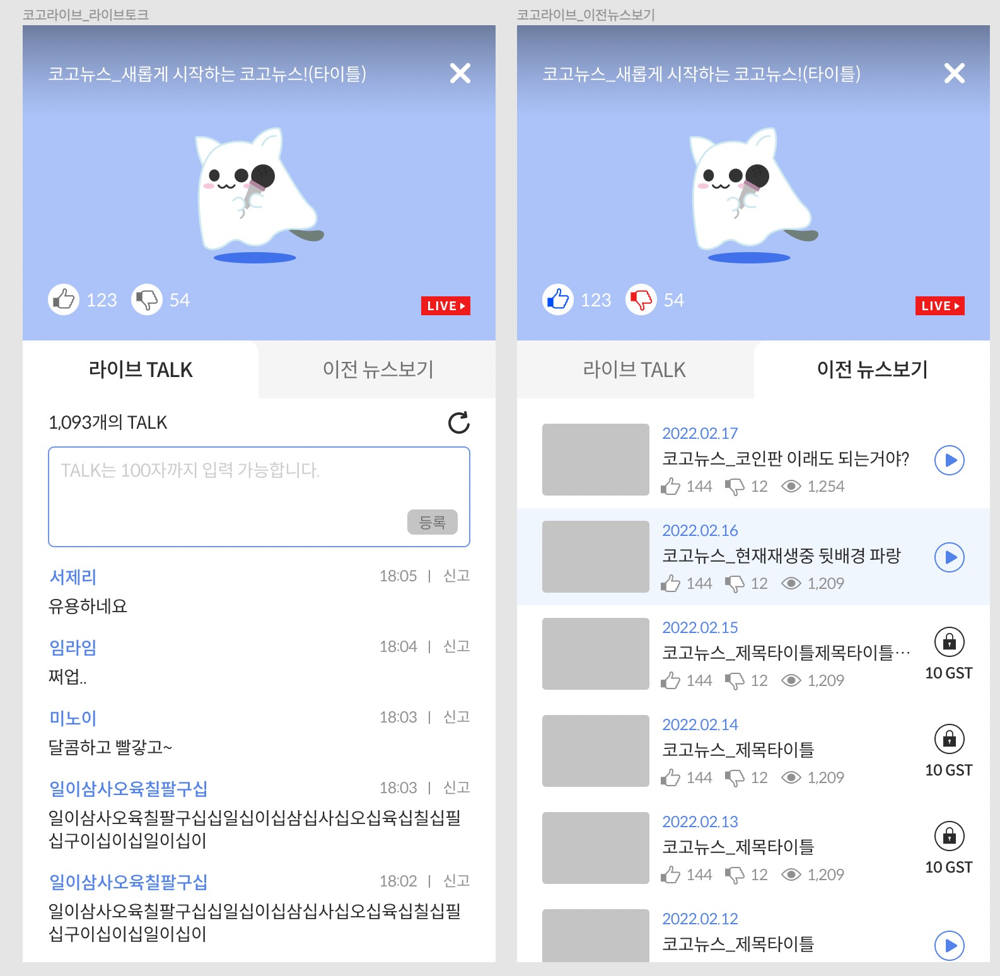 코고라이브_라이브토크
코고뉴스_새롭게 시작하는 코고뉴스!(타이틀)
123 54
LIVE
라이브 TALK 이전 뉴스보기
1,093개의 TALK
TALK는 100자까지 입력 가능합니다.
등록
서제리 18:05 | 신고
유용하네요
임라임 18:04 | 신고
쩌업..
미노이 18:03 | 신고
달콤하고 빨갛고~
일이삼사오육칠팔구십 18:03 | 신고
일이삼사오육칠팔구십십일십이십삼십사십오십육십칠십필
십구이십이십일이십이
일이삼사오육칠팔구십 18:02 | 신고
일이삼사오육칠팔구십십일십이십삼십사십오십육십칠십필
십구이십이십일이십이
코고라이브_이전뉴스보기
코고뉴스_새롭게 시작하는 코고뉴스!(타이틀)
123 54
LIVE
라이브 TALK 이전 뉴스보기
2022.02.17
코고뉴스_코인판 이래도 되는거야?
144 12 1,254
2022.02.16
코고뉴스_현재재생중 뒷배경 파랑
144 12 1,209
2022.02.15
코고뉴스_제목타이틀제목타이틀…
144 12 1,209
10 GST
2022.02.14
코고뉴스_제목타이틀
144 12 1,209
10 GST
2022.02.13
코고뉴스_제목타이틀
144 12 1,209
10 GST
2022.02.12
코고뉴스_제목타이틀